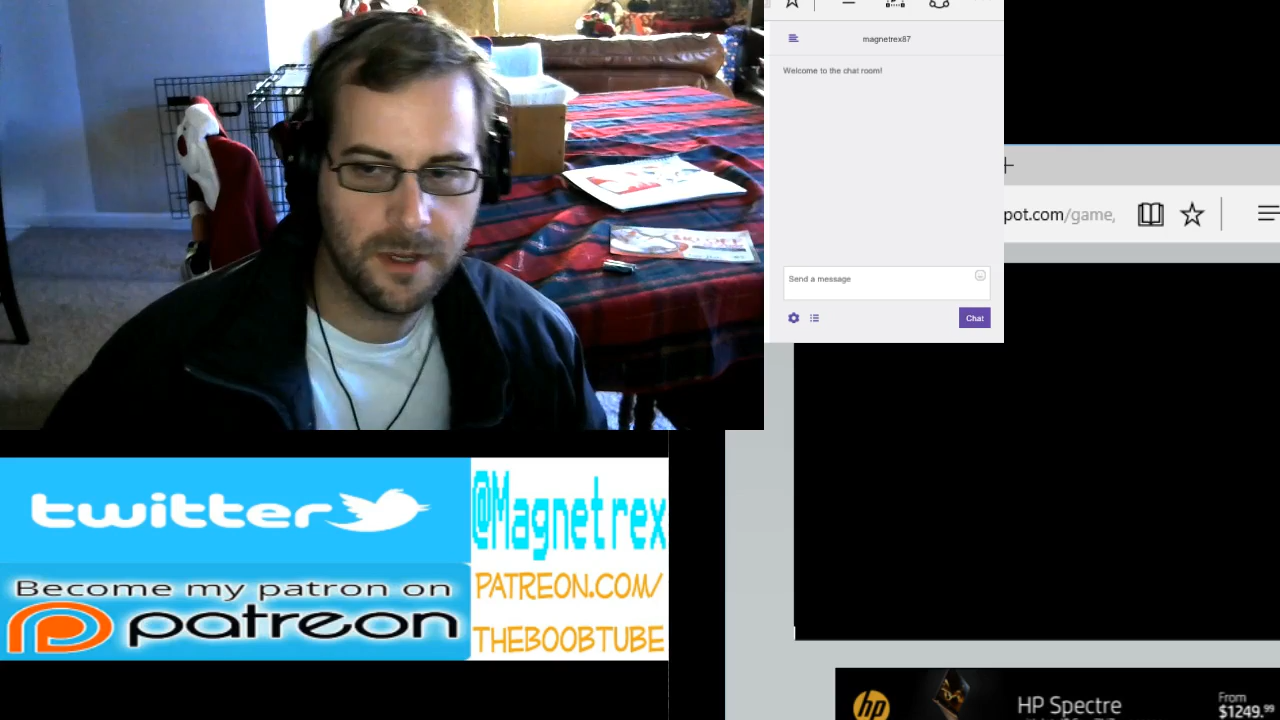 magnetrex87
Welcome to the chat room!
Send a message
Chat
pot.com/game,
twitter
@Magnetrex
Become my patron on
patreon
PATREON.COM/
THEBOOBTUBE
hp
HP Spectre
From
$1249.99